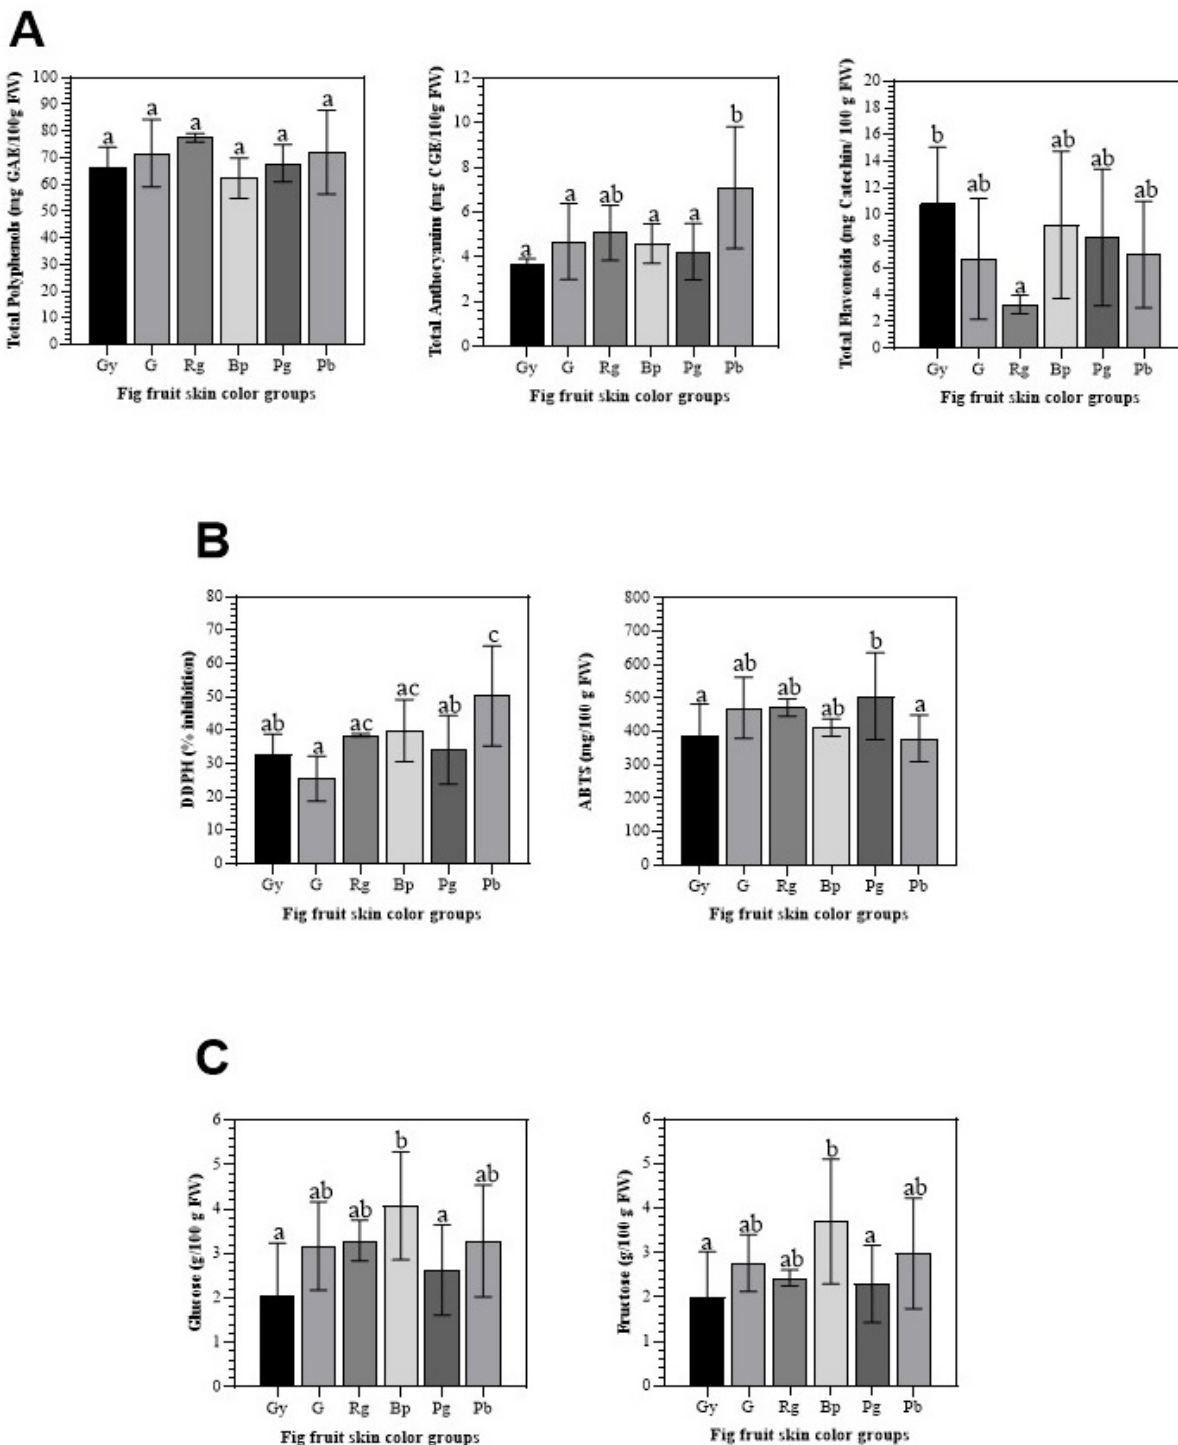 A
Total Polyphenols (mg GAE/100g FW)
100
90
80
70
60
50
40
30
20
10
0
a a a a a a
Gy G Rg Bp Pg Pb
Fig fruit skin color groups
Total Anthocyanins (mg CGE/100g FW)
12
10
8
6
4
2
0
a a ab a a b
Gy G Rg Bp Pg Pb
Fig fruit skin color groups
Total Flavonoids (mg Catechin/ 100 g FW)
20
18
16
14
12
10
8
6
4
2
0
b ab a ab ab ab
Gy G Rg Bp Pg Pb
Fig fruit skin color groups
B
DDPH (% inhibition)
80
70
60
50
40
30
20
10
0
ab a ac ac ab c
Gy G Rg Bp Pg Pb
Fig fruit skin color groups
ABTS (mg/100 g FW)
800
700
600
500
400
300
200
100
0
a ab ab ab b a
Gy G Rg Bp Pg Pb
Fig fruit skin color groups
C
Glucose (g/100 g FW)
6
5
4
3
2
1
0
a ab ab b a ab
Gy G Rg Bp Pg Pb
Fig fruit skin color groups
Fructose (g/100 g FW)
6
5
4
3
2
1
0
a ab ab b a ab
Gy G Rg Bp Pg Pb
Fig fruit skin color groups